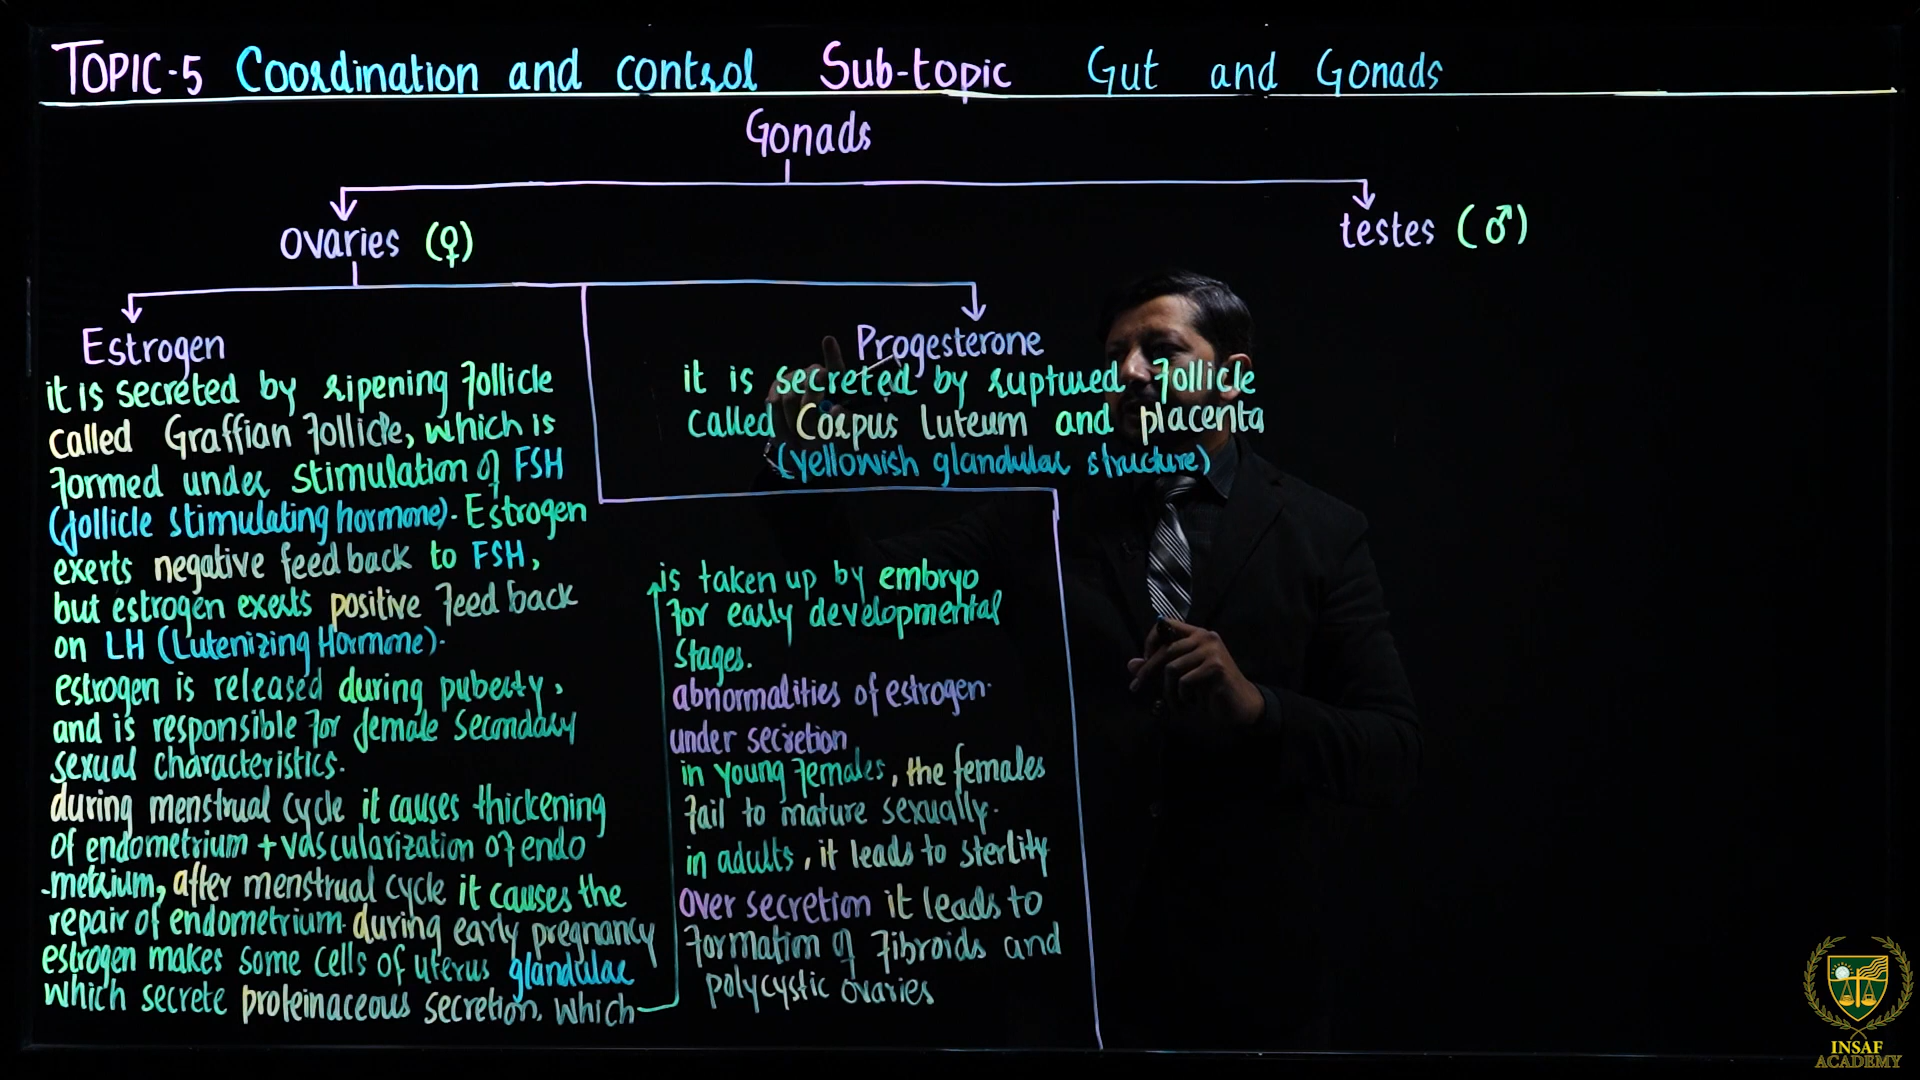 TOPIC-5 Coordination and control Sub-topic Gut and Gonads
Gonads
Ovaries (♀)
testes (♂)
Estrogen
it is secreted by ripening follicle
called Graffian follicle, which is
formed under stimulation of FSH
(follicle stimulating hormone). Estrogen
exerts negative feed back to FSH,
but estrogen exerts positive feed back
on LH (Lutenizing Hormone).
estrogen is released during puberty,
and is responsible for female secondary
sexual characteristics.
during menstrual cycle it causes thickening
of endometrium + vascularization of endo
-metrium, after menstrual cycle it causes the
repair of endometrium. during early pregnancy
estrogen makes some cells of uterus glandular
which secrete proteinaceous secretion. which
is taken up by embryo
for early developmental
stages.
abnormalities of estrogen.
under secretion
in young females, the females
fail to mature sexually.
in adults, it leads to sterlity
over secretion it leads to
formation of fibroids and
polycystic ovaries
Progesterone
it is secreted by ruptured follicle
called Corpus luteum and placenta
(yellowish glandular structure)
INSAF
ACADEMY